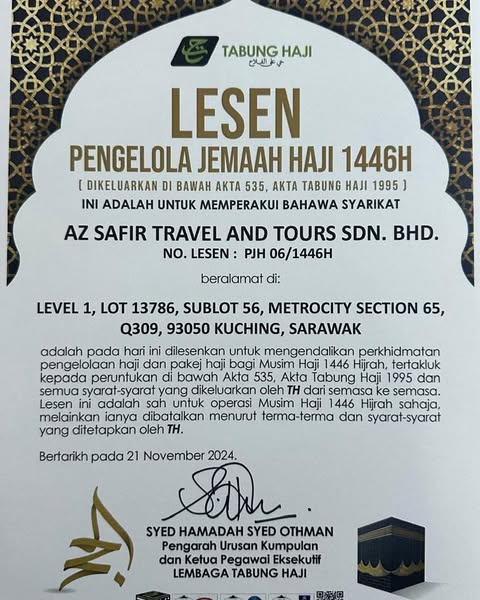 TABUNG HAJI
حي على الفلاح
LESEN
PENGELOLA JEMAAH HAJI 1446H
( DIKELUARKAN DI BAWAH AKTA 535, AKTA TABUNG HAJI 1995 )
INI ADALAH UNTUK MEMPERAKUI BAHAWA SYARIKAT
AZ SAFIR TRAVEL AND TOURS SDN. BHD.
NO. LESEN : PJH 06/1446H
beralamat di:
LEVEL 1, LOT 13786, SUBLOT 56, METROCITY SECTION 65,
Q309, 93050 KUCHING, SARAWAK
adalah pada hari ini dilesenkan untuk mengendalikan perkhidmatan
pengelolaan haji dan pakej haji bagi Musim Haji 1446 Hijrah, tertakluk
kepada peruntukan di bawah Akta 535, Akta Tabung Haji 1995 dan
semua syarat-syarat yang dikeluarkan oleh TH dari semasa ke semasa.
Lesen ini adalah sah untuk operasi Musim Haji 1446 Hijrah sahaja,
melainkan ianya dibatalkan menurut terma-terma dan syarat-syarat
yang ditetapkan oleh TH.
Bertarikh pada 21 November 2024.
SYED HAMADAH SYED OTHMAN
Pengarah Urusan Kumpulan
dan Ketua Pegawai Eksekutif
LEMBAGA TABUNG HAJI